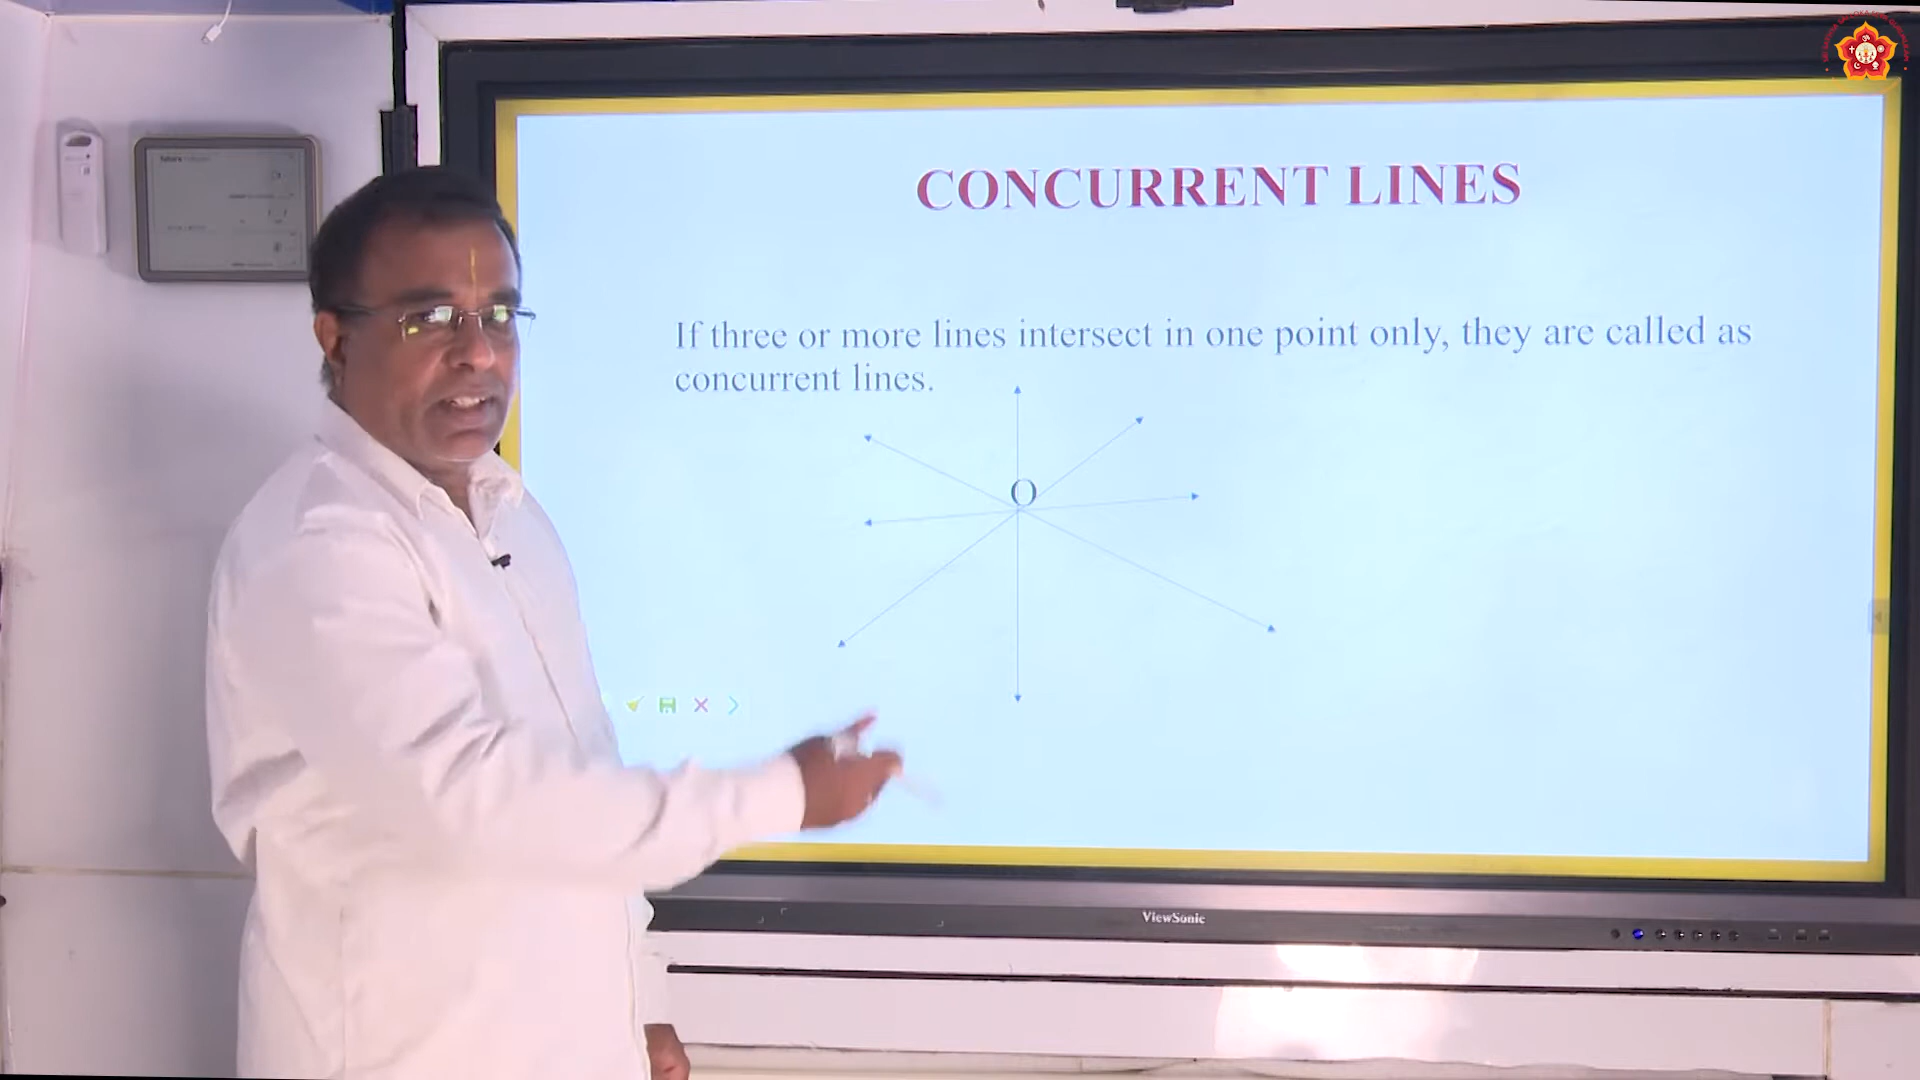 CONCURRENT LINES
If three or more lines intersect in one point only, they are called as
concurrent lines.
O
ViewSonic